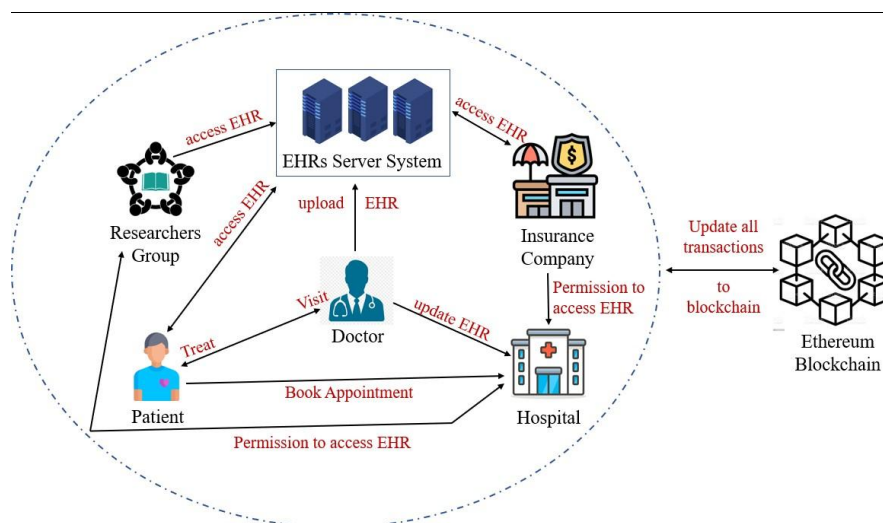 access EHR
EHRs Server System
access EHR
Researchers
Group
access EHR
upload EHR
Insurance
Company
Update all
transactions
to
blockchain
Ethereum
Blockchain
Visit
Treat
Doctor
update EHR
Permission to
access EHR
Patient
Book Appointment
Hospital
Permission to access EHR
$